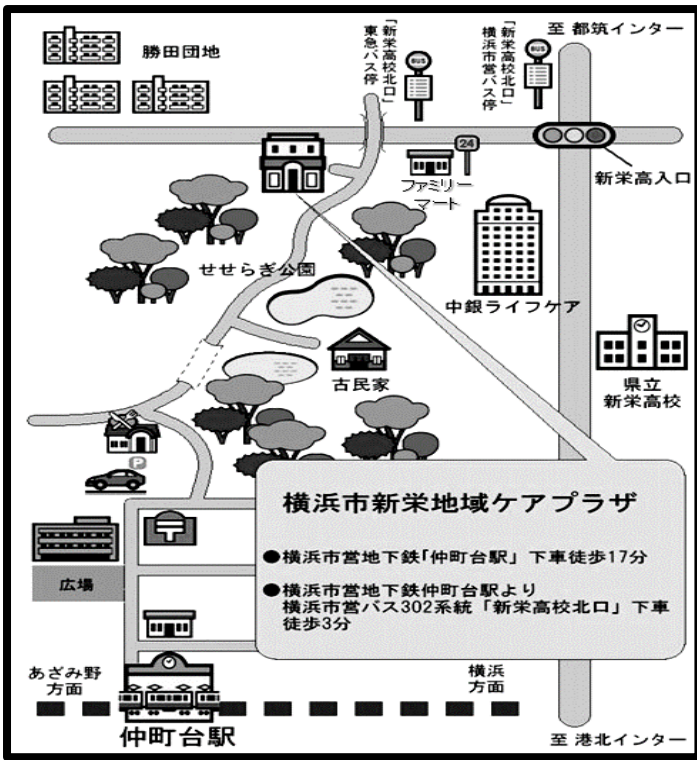 至 都筑インター
「新栄高校北口」
東急バス停
「新栄高校北口」
横浜市営バス停
BUS
BUS
勝田団地
24
ファミリー
マート
新栄高入口
せせらぎ公園
中銀ライフケア
古民家
県立
新栄高校
P
横浜市新栄地域ケアプラザ
●横浜市営地下鉄「仲町台駅」下車徒歩17分
●横浜市営地下鉄仲町台駅より
横浜市営バス302系統「新栄高校北口」下車
徒歩3分
広場
あざみ野
方面
横浜
方面
仲町台駅
至 港北インター